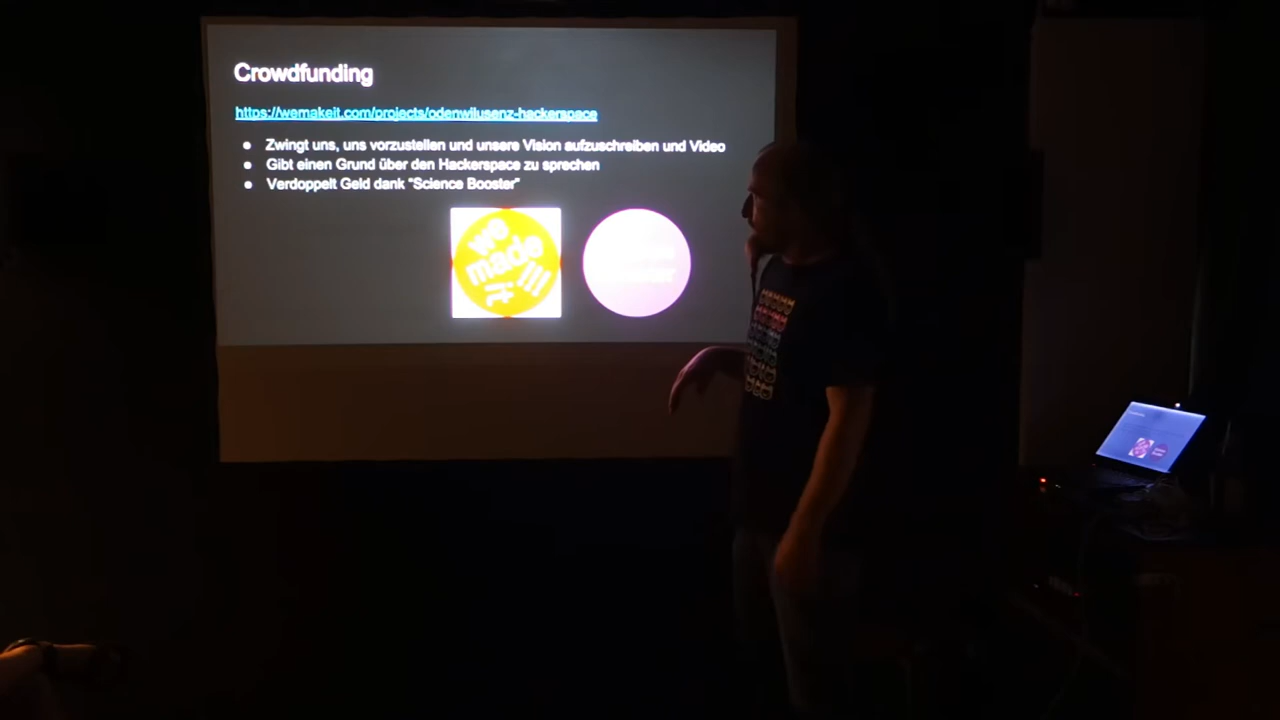 Crowdfunding
https://wemakeit.com/projects/odenwilusenz-hackerspace
● Zwingt uns, uns vorzustellen und unsere Vision aufzuschreiben und Video
● Gibt einen Grund über den Hackerspace zu sprechen
● Verdoppelt Geld dank “Science Booster”
we
made
it!!!